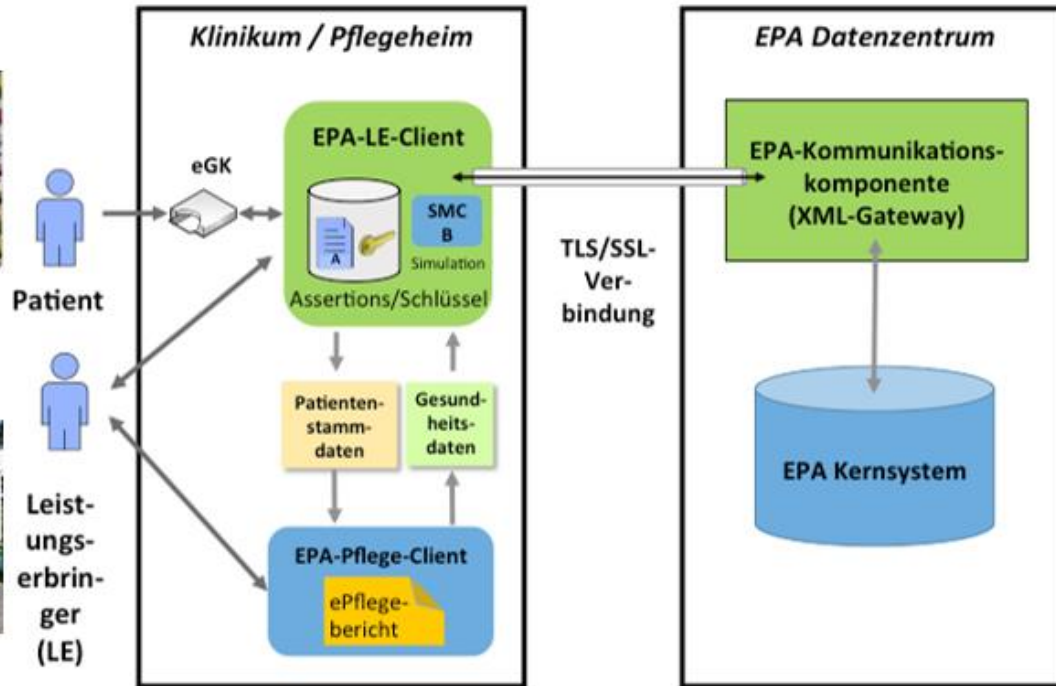 Klinikum / Pflegeheim
EPA Datenzentrum
EPA-LE-Client
eGK
SMC
B
A
Simulation
Assertions/Schlüssel
Patient
TLS/SSL-
Ver-
bindung
EPA-Kommunikations-
komponente
(XML-Gateway)
Patienten-
stamm-
daten
Gesund-
heits-
daten
EPA Kernsystem
Leist-
ungs-
erbrin-
ger
(LE)
EPA-Pflege-Client
ePflege-
bericht